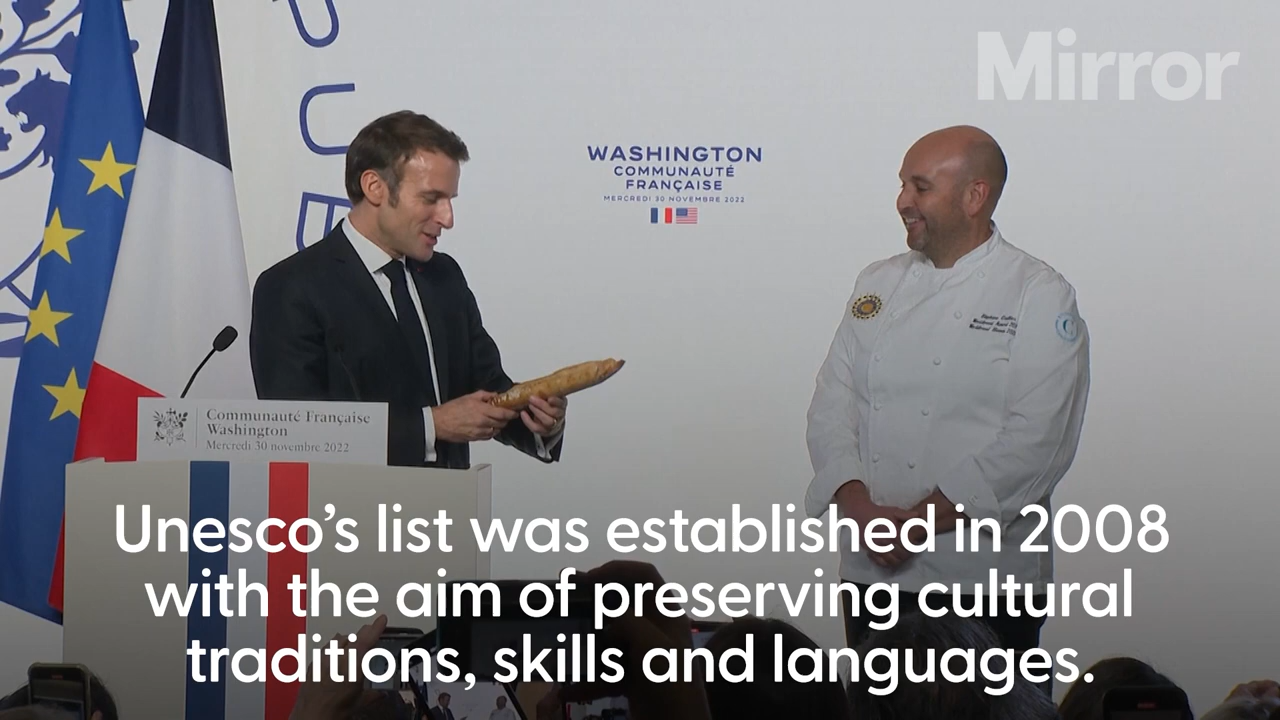 Mirror
PUB
WASHINGTON
COMMUNAUTÉ
FRANÇAISE
MERCREDI 30 NOVEMBRE 2022
Communauté Française
Washington
Mercredi 30 novembre 2022
Unesco’s list was established in 2008
with the aim of preserving cultural
traditions, skills and languages.